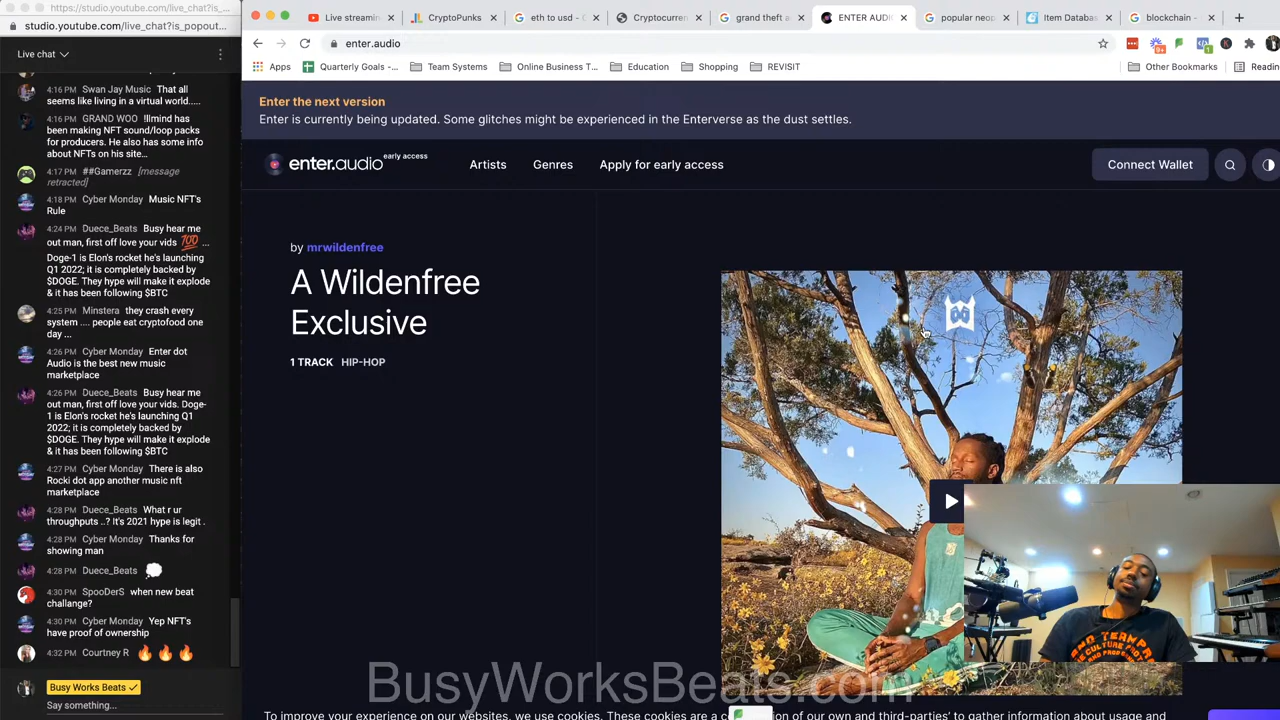 https://studio.youtube.com/live_chat?is_...
studio.youtube.com/live_chat?is_popout...
Live chat
4:16 PM Swan Jay Music That all
seems like living in a virtual world.....
4:16 PM GRAND WOO !llmind has
been making NFT sound/loop packs
for producers. He also has some info
about NFTs on his site...
4:17 PM ##Gamerzz [message
retracted]
4:18 PM Cyber Monday Music NFT's
Rule
4:24 PM Duece_Beats Busy hear me
out man, first off love your vids 💯 ...
Doge-1 is Elon's rocket he's launching
Q1 2022; it is completely backed by
$DOGE. They hype will make it explode
& it has been following $BTC
4:25 PM Minstera they crash every
system .... people eat cryptofood one
day ...
4:26 PM Cyber Monday Enter dot
Audio is the best new music
marketplace
4:26 PM Duece_Beats Busy hear me
out man, first off love your vids. Doge-
1 is Elon's rocket he's launching Q1
2022; it is completely backed by
$DOGE. They hype will make it explode
& it has been following $BTC
4:27 PM Cyber Monday There is also
Rocki dot app another music nft
marketplace
4:28 PM Duece_Beats What r ur
throughputs ..? It's 2021 hype is legit .
4:28 PM Cyber Monday Thanks for
showing man
4:28 PM Duece_Beats 💭
4:30 PM SpooDerS when new beat
challange?
4:30 PM Cyber Monday Yep NFT's
have proof of ownership
4:32 PM Courtney R 🔥 🔥 🔥
Busy Works Beats ✓
Say something...
Live streamin
CryptoPunks
eth to usd - G
Cryptocurren
grand theft a
ENTER AUDI
popular neop
Item Databas
blockchain -
enter.audio
Apps
Quarterly Goals -...
Team Systems
Online Business T...
Education
Shopping
REVISIT
Other Bookmarks
Readin
Enter the next version
Enter is currently being updated. Some glitches might be experienced in the Enterverse as the dust settles.
enter.audio early access
Artists
Genres
Apply for early access
Connect Wallet
by mrwildenfree
A Wildenfree
Exclusive
1 TRACK HIP-HOP
BusyWorksBeats.com
To improve your experience on our websites, we use cookies. These cookies are a c
ion of our own and third-parties' to gather information about usage and